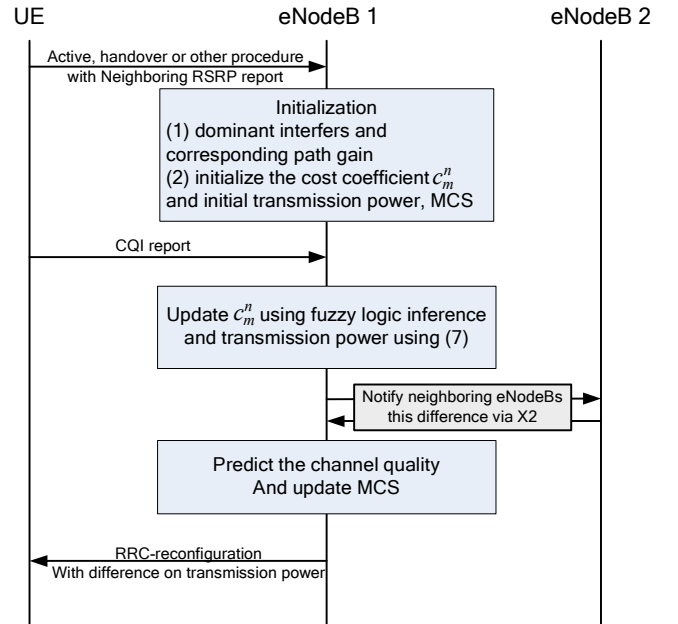 UE eNodeB 1 eNodeB 2
Active, handover or other procedure
with Neighboring RSRP report
Initialization
(1) dominant interfers and
corresponding path gain
(2) initialize the cost coefficient c_m^n
and initial transmission power, MCS
CQI report
Update c_m^n using fuzzy logic inference
and transmission power using (7)
Notify neighboring eNodeBs
this difference via X2
Predict the channel quality
And update MCS
RRC-reconfiguration
With difference on transmission power